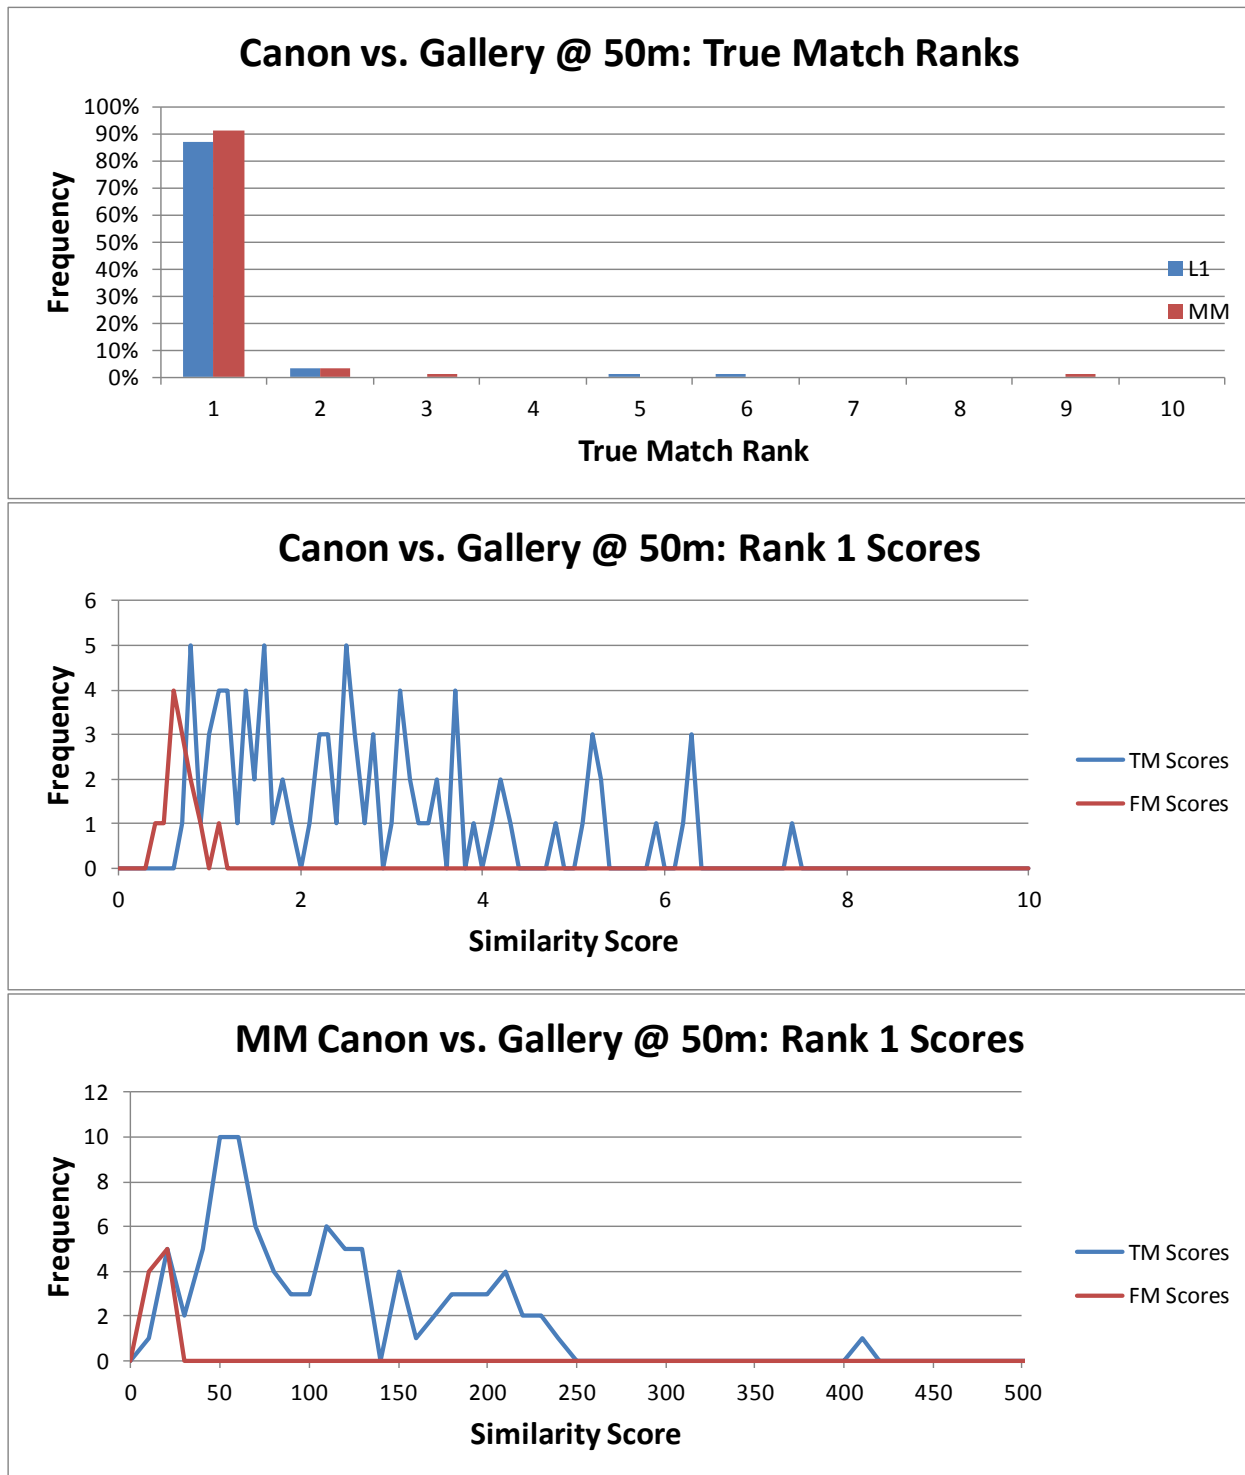 Canon vs. Gallery @ 50m: True Match Ranks
100%
90%
80%
70%
60%
50%
40%
30%
20%
10%
0%
Frequency
L1
MM
1 2 3 4 5 6 7 8 9 10
True Match Rank
Canon vs. Gallery @ 50m: Rank 1 Scores
6
5
4
3
2
1
0
Frequency
TM Scores
FM Scores
0 2 4 6 8 10
Similarity Score
MM Canon vs. Gallery @ 50m: Rank 1 Scores
12
10
8
6
4
2
0
Frequency
TM Scores
FM Scores
0 50 100 150 200 250 300 350 400 450 500
Similarity Score